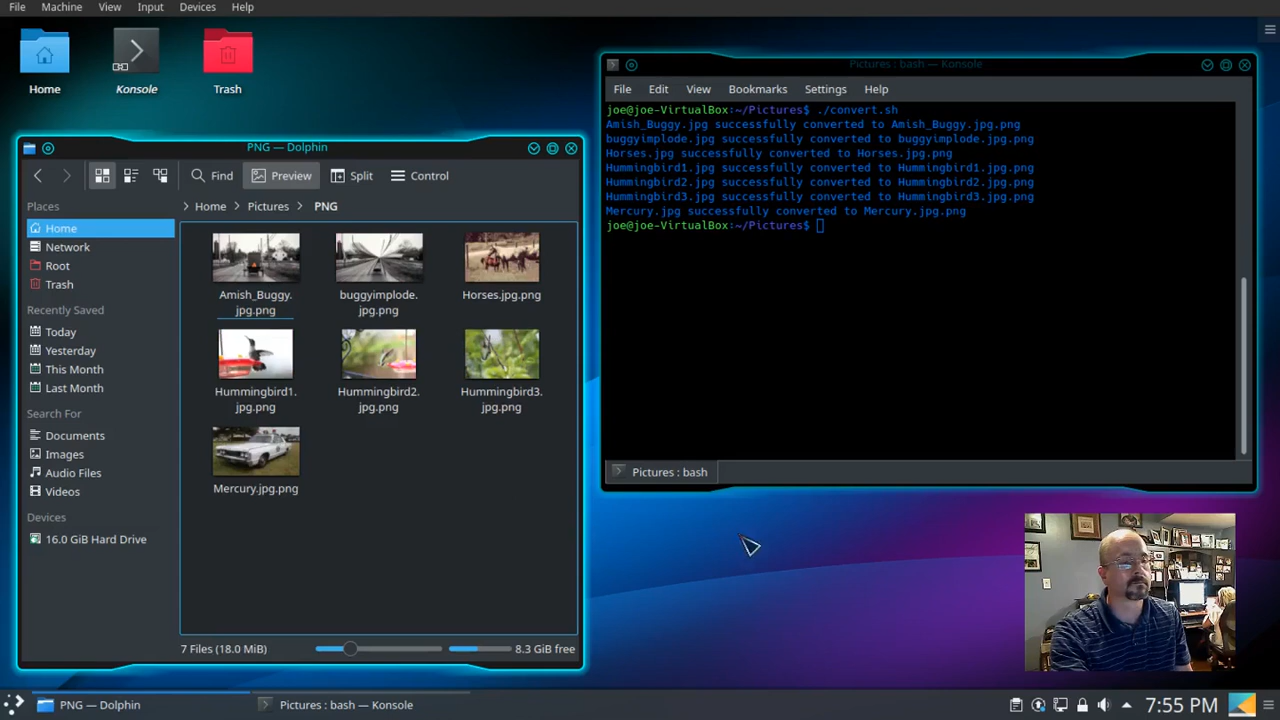 File Machine View Input Devices Help
Home
Konsole
Trash
PNG — Dolphin
Find Preview Split Control
Places
Home
Network
Root
Trash
Recently Saved
Today
Yesterday
This Month
Last Month
Search For
Documents
Images
Audio Files
Videos
Devices
16.0 GiB Hard Drive
Home Pictures PNG
Amish_Buggy.
jpg.png
buggyimplode.
jpg.png
Horses.jpg.png
Hummingbird1.
jpg.png
Hummingbird2.
jpg.png
Hummingbird3.
jpg.png
Mercury.jpg.png
7 Files (18.0 MiB)
8.3 GiB free
Pictures : bash — Konsole
File Edit View Bookmarks Settings Help
joe@joe-VirtualBox:~/Pictures$ ./convert.sh
Amish_Buggy.jpg successfully converted to Amish_Buggy.jpg.png
buggyimplode.jpg successfully converted to buggyimplode.jpg.png
Horses.jpg successfully converted to Horses.jpg.png
Hummingbird1.jpg successfully converted to Hummingbird1.jpg.png
Hummingbird2.jpg successfully converted to Hummingbird2.jpg.png
Hummingbird3.jpg successfully converted to Hummingbird3.jpg.png
Mercury.jpg successfully converted to Mercury.jpg.png
joe@joe-VirtualBox:~/Pictures$
Pictures : bash
PNG — Dolphin
Pictures : bash — Konsole
7:55 PM